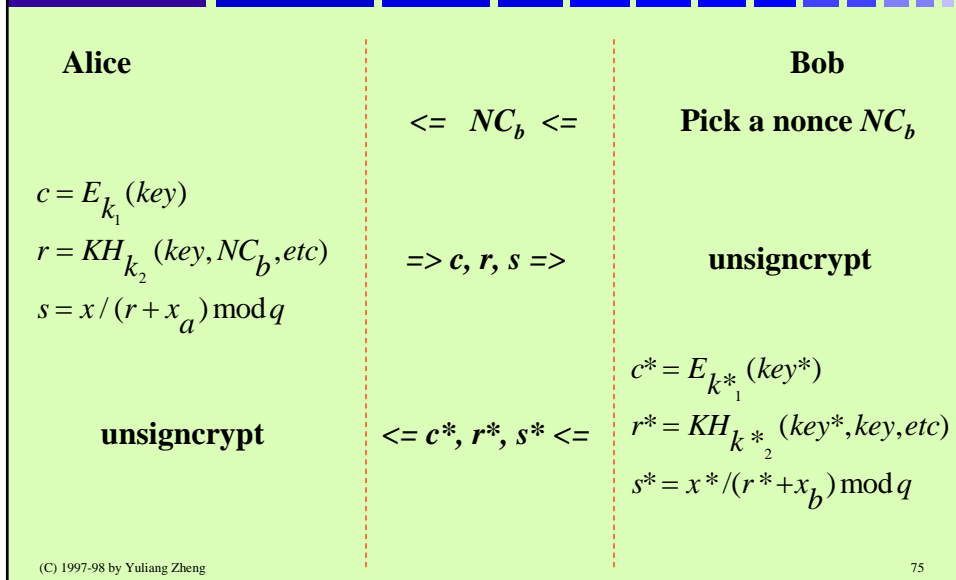 Alice
Bob
<= NC_b <=
Pick a nonce NC_b
c = E_{k_1}(key)
r = KH_{k_2}(key, NC_b, etc)
s = x / (r + x_a) mod q
=> c, r, s =>
unsigncrypt
unsigncrypt
<= c*, r*, s* <=
c* = E_{k*_1}(key*)
r* = KH_{k*_2}(key*, key, etc)
s* = x* /(r* + x_b) mod q
(C) 1997-98 by Yuliang Zheng
75